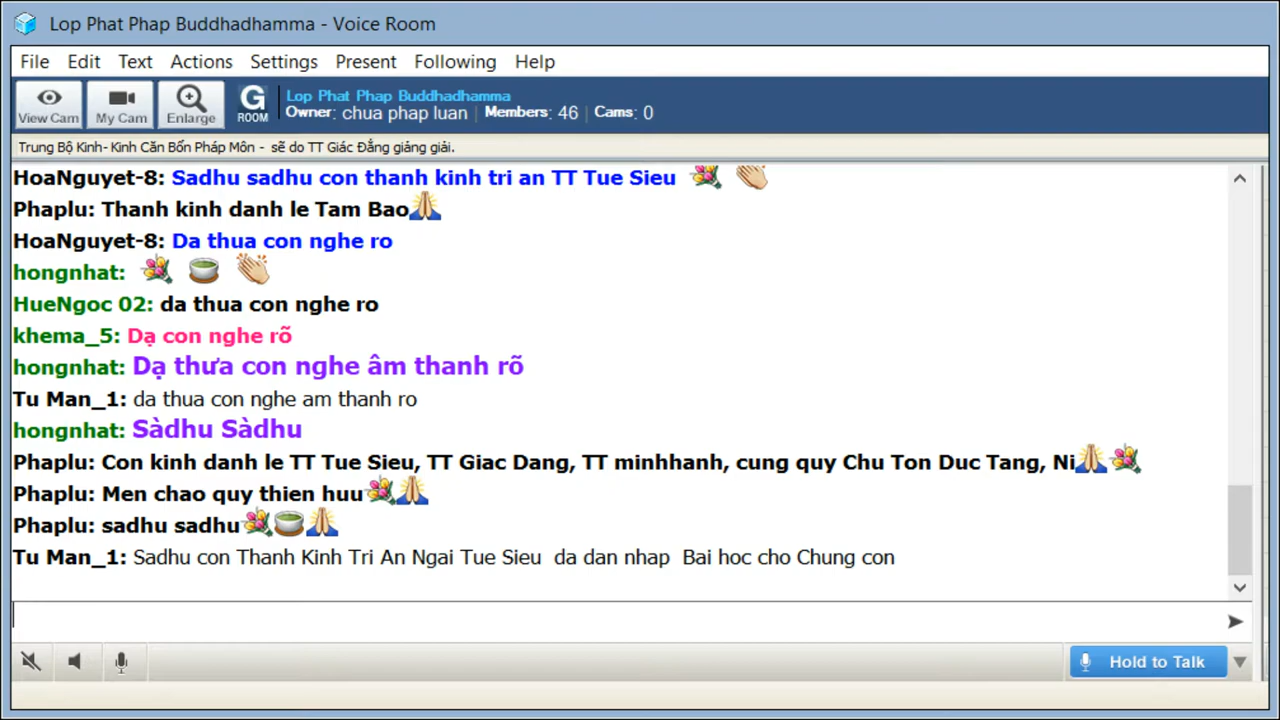 Lop Phat Phap Buddhadhamma - Voice Room
File Edit Text Actions Settings Present Following Help
View Cam My Cam Enlarge G ROOM Lop Phat Phap Buddhadhamma
Owner: chua phap luan | Members: 46 | Cams: 0
Trung Bộ Kinh- Kinh Căn Bổn Pháp Môn - sẽ do TT Giác Đẳng giảng giải.
HoaNguyet-8: Sadhu sadhu con thanh kinh tri an TT Tue Sieu
Phaplu: Thanh kinh danh le Tam Bao
HoaNguyet-8: Da thua con nghe ro
hongnhat:
HueNgoc 02: da thua con nghe ro
khema_5: Dạ con nghe rõ
hongnhat: Dạ thưa con nghe âm thanh rõ
Tu Man_1: da thua con nghe am thanh ro
hongnhat: Sàdhu Sàdhu
Phaplu: Con kinh danh le TT Tue Sieu, TT Giac Dang, TT minhhanh, cung quy Chu Ton Duc Tang, Ni
Phaplu: Men chao quy thien huu
Phaplu: sadhu sadhu
Tu Man_1: Sadhu con Thanh Kinh Tri An Ngai Tue Sieu da dan nhap Bai hoc cho Chung con
Hold to Talk